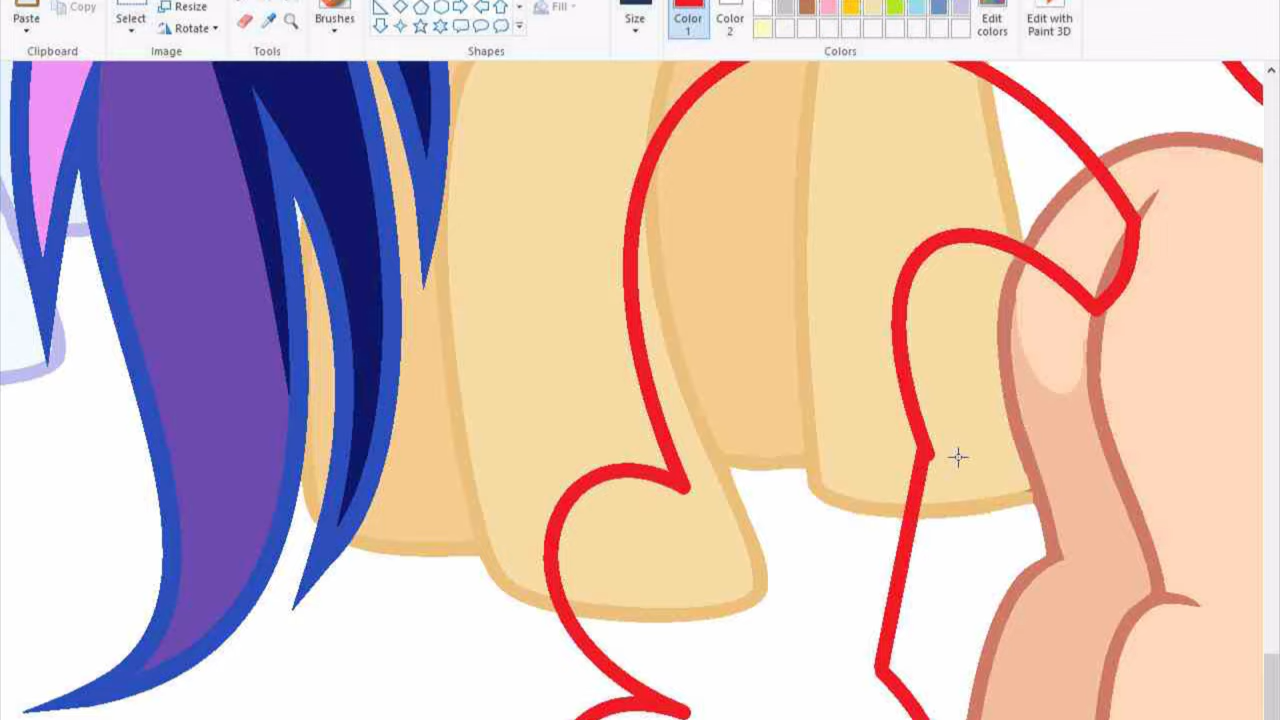 Paste
Copy
Select
Resize
Rotate
Brushes
Fill
Size
Color
1
Color
2
Edit
colors
Edit with
Paint 3D
Clipboard
Image
Tools
Shapes
Colors